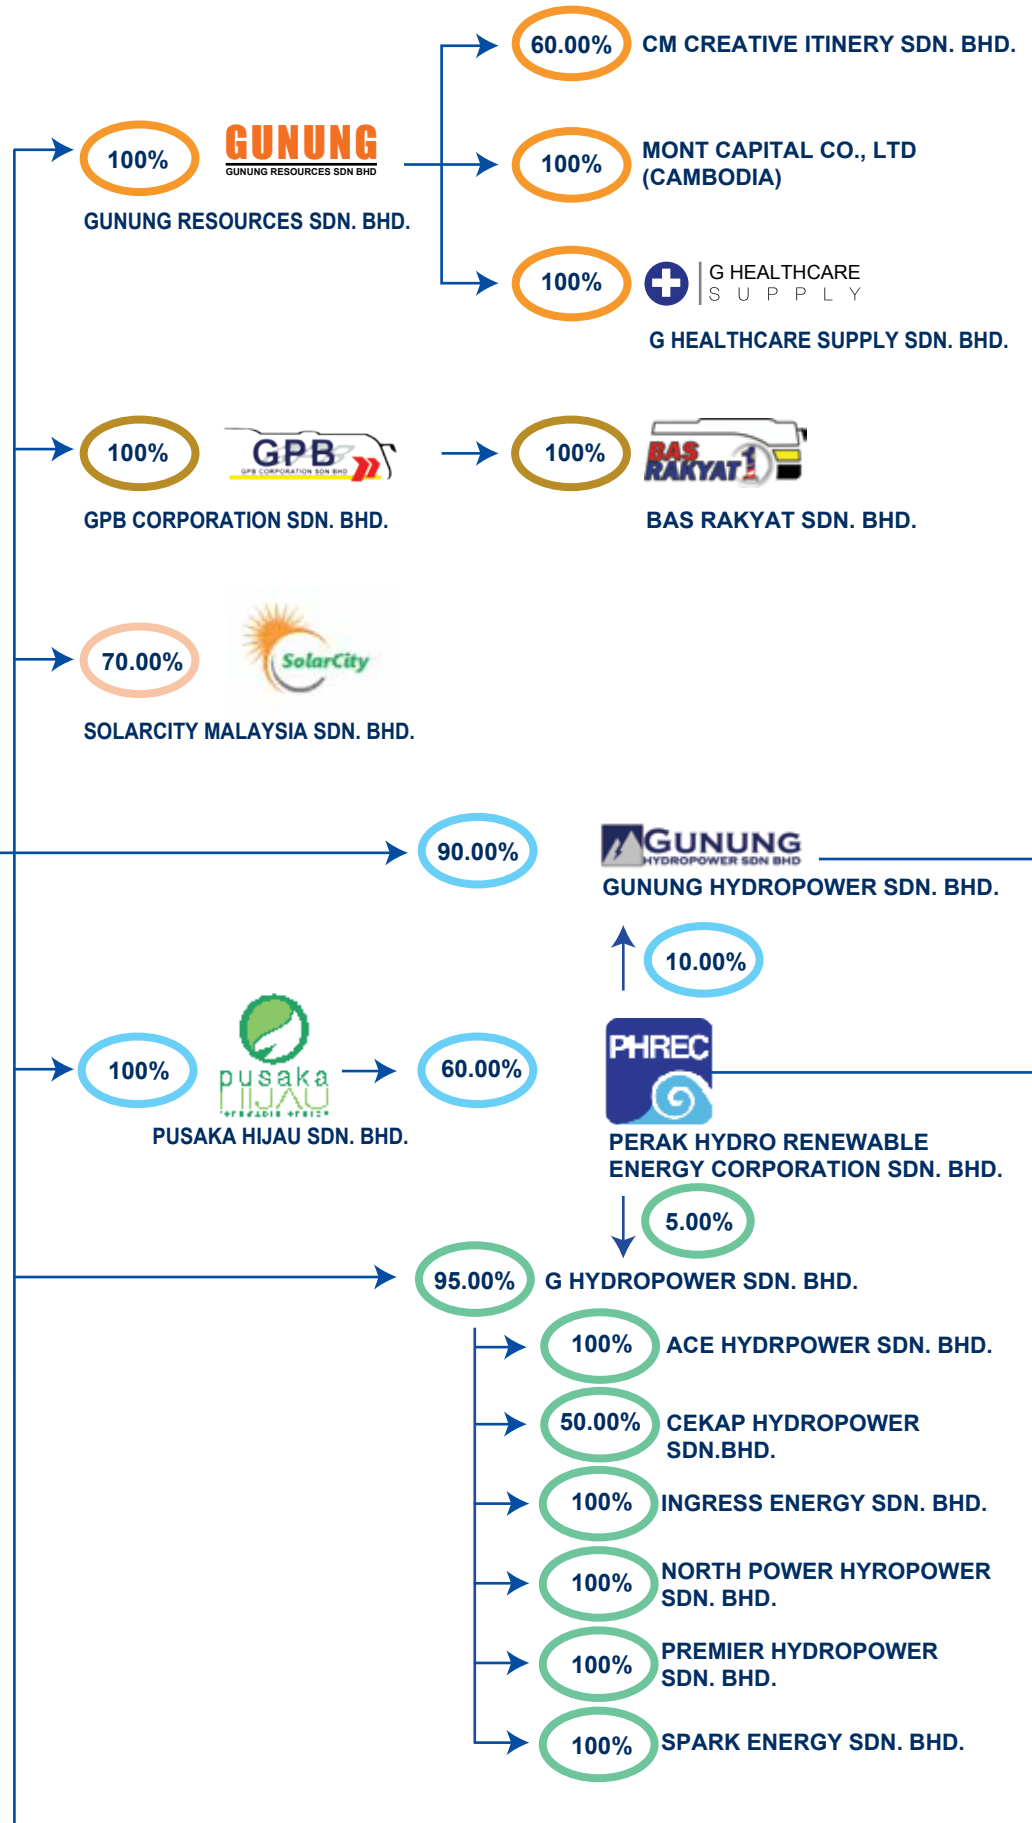 60.00%
CM CREATIVE ITINERY SDN. BHD.
100%
GUNUNG
GUNUNG RESOURCES SDN BHD
GUNUNG RESOURCES SDN. BHD.
100%
MONT CAPITAL CO., LTD
(CAMBODIA)
100%
G HEALTHCARE
SUPPLY
G HEALTHCARE SUPPLY SDN. BHD.
100%
GPB
GPB CORPORATION SDN BHD
GPB CORPORATION SDN. BHD.
100%
BAS
RAKYAT 1
BAS RAKYAT SDN. BHD.
70.00%
SolarCity
SOLARCITY MALAYSIA SDN. BHD.
90.00%
GUNUNG
HYDROPOWER SDN BHD
GUNUNG HYDROPOWER SDN. BHD.
10.00%
100%
pusaka
HIJAU
PUSAKA HIJAU SDN. BHD.
60.00%
PHREC
PERAK HYDRO RENEWABLE
ENERGY CORPORATION SDN. BHD.
5.00%
95.00%
G HYDROPOWER SDN. BHD.
100%
ACE HYDRPOWER SDN. BHD.
50.00%
CEKAP HYDROPOWER
SDN.BHD.
100%
INGRESS ENERGY SDN. BHD.
100%
NORTH POWER HYROPOWER
SDN. BHD.
100%
PREMIER HYDROPOWER
SDN. BHD.
100%
SPARK ENERGY SDN. BHD.